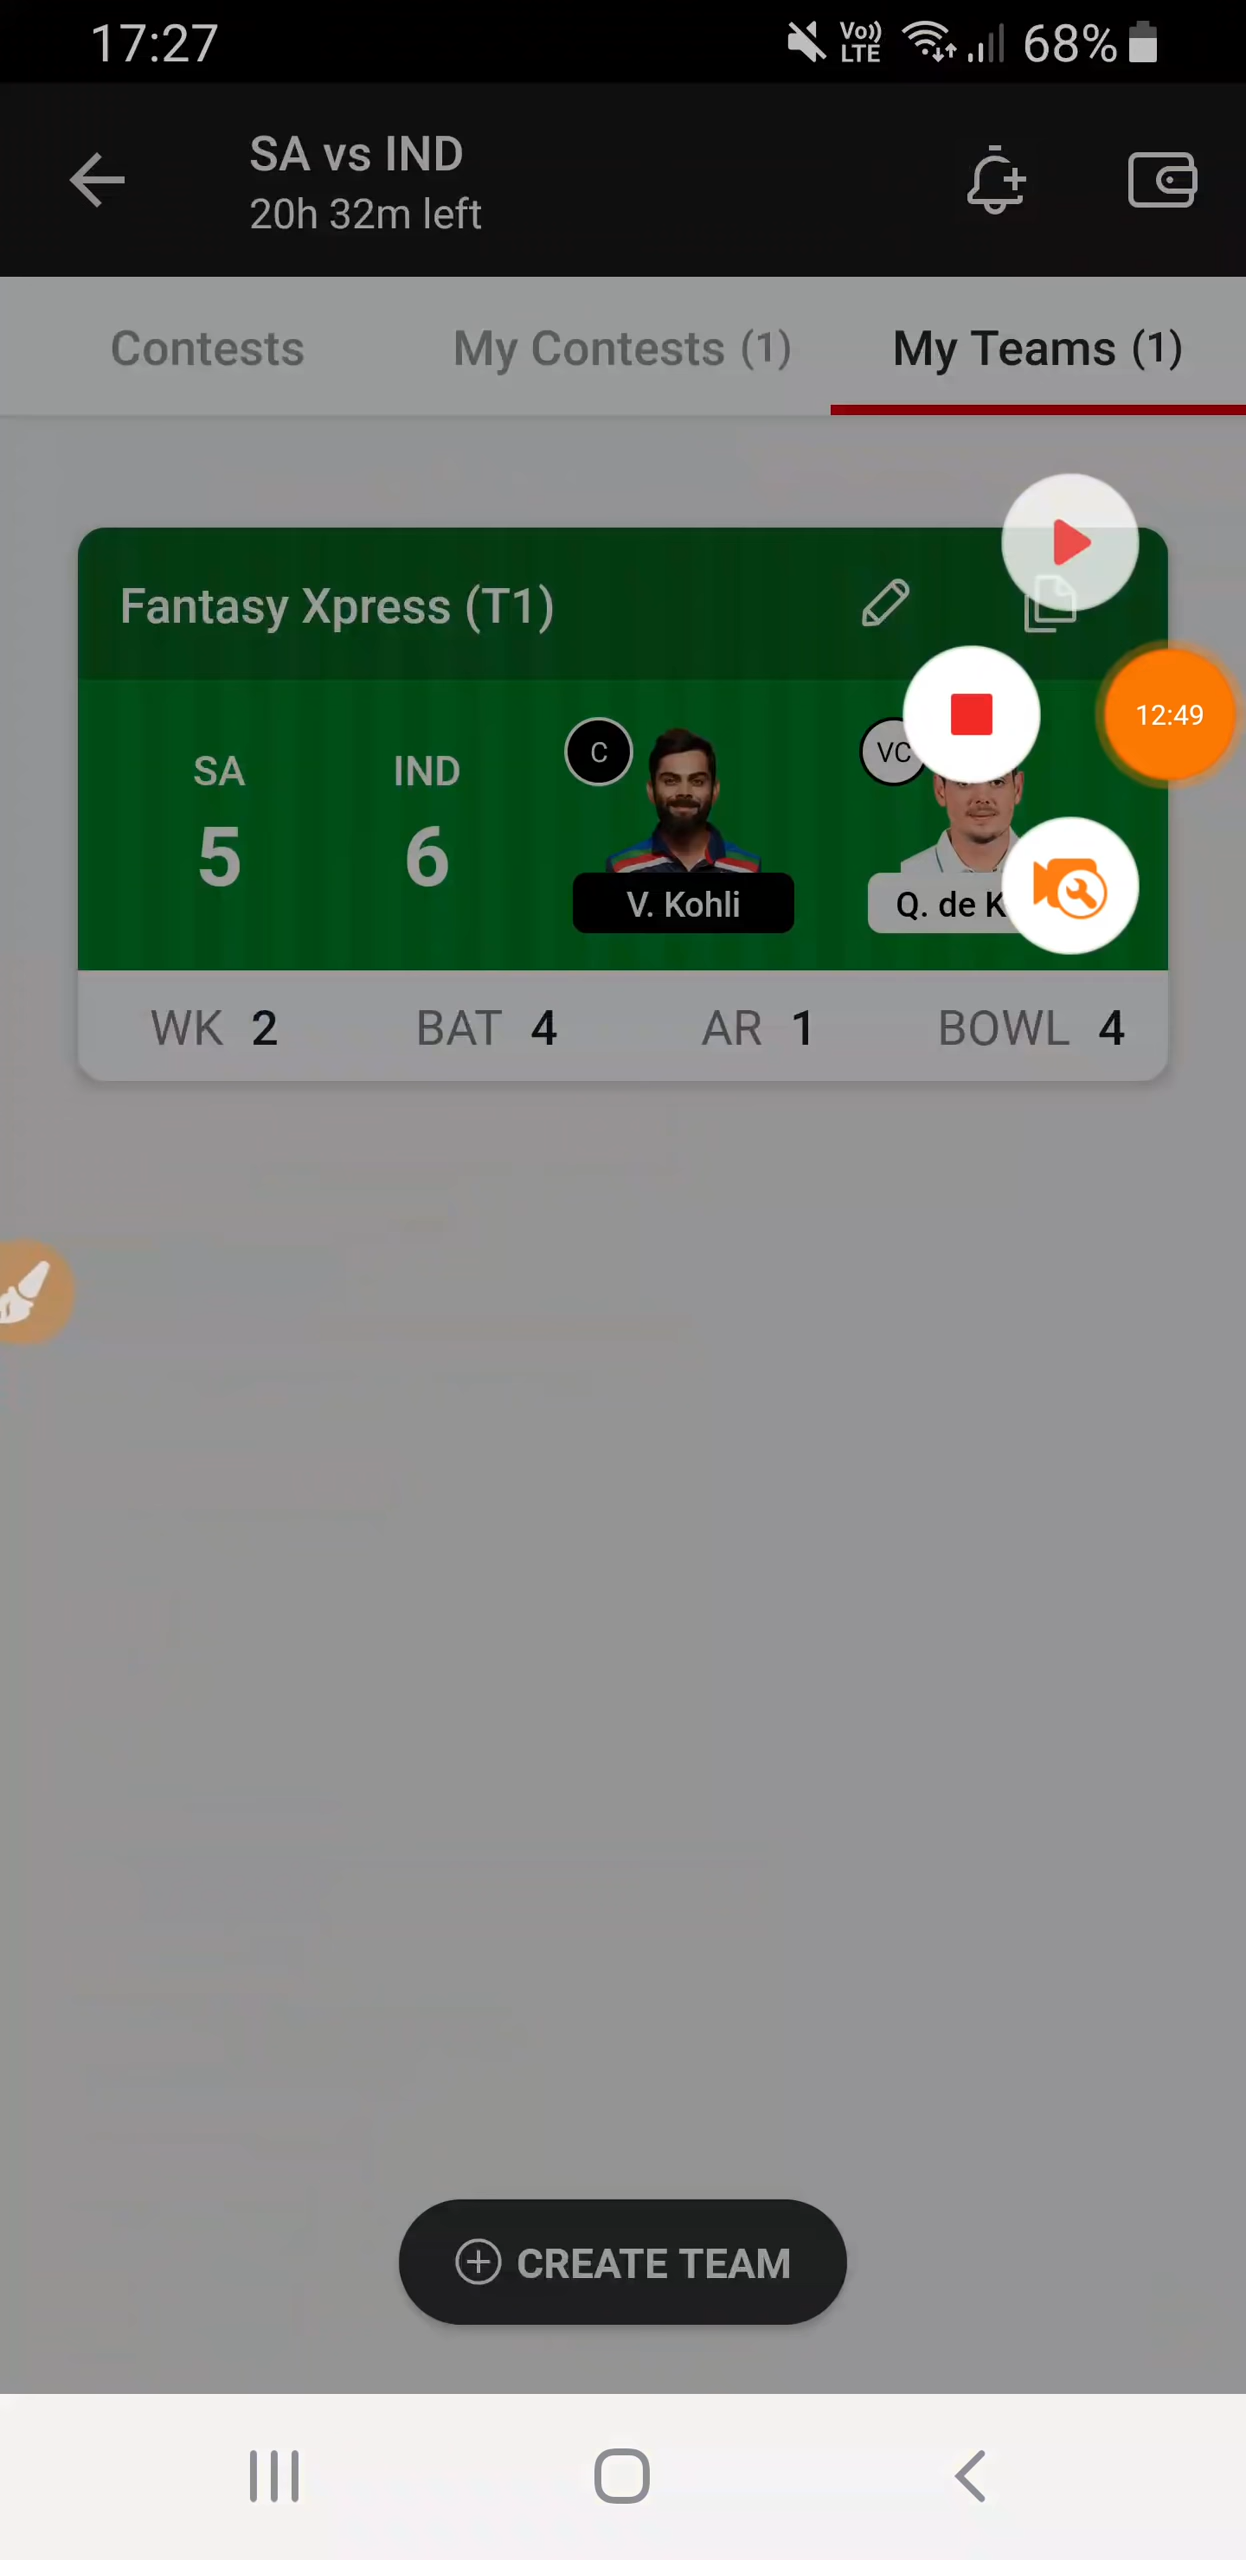 17:27
Vo)) LTE 68%
SA vs IND
20h 32m left
Contests My Contests (1) My Teams (1)
Fantasy Xpress (T1)
12:49
C VC
SA IND
5 6
V. Kohli Q. de K
WK 2 BAT 4 AR 1 BOWL 4
CREATE TEAM